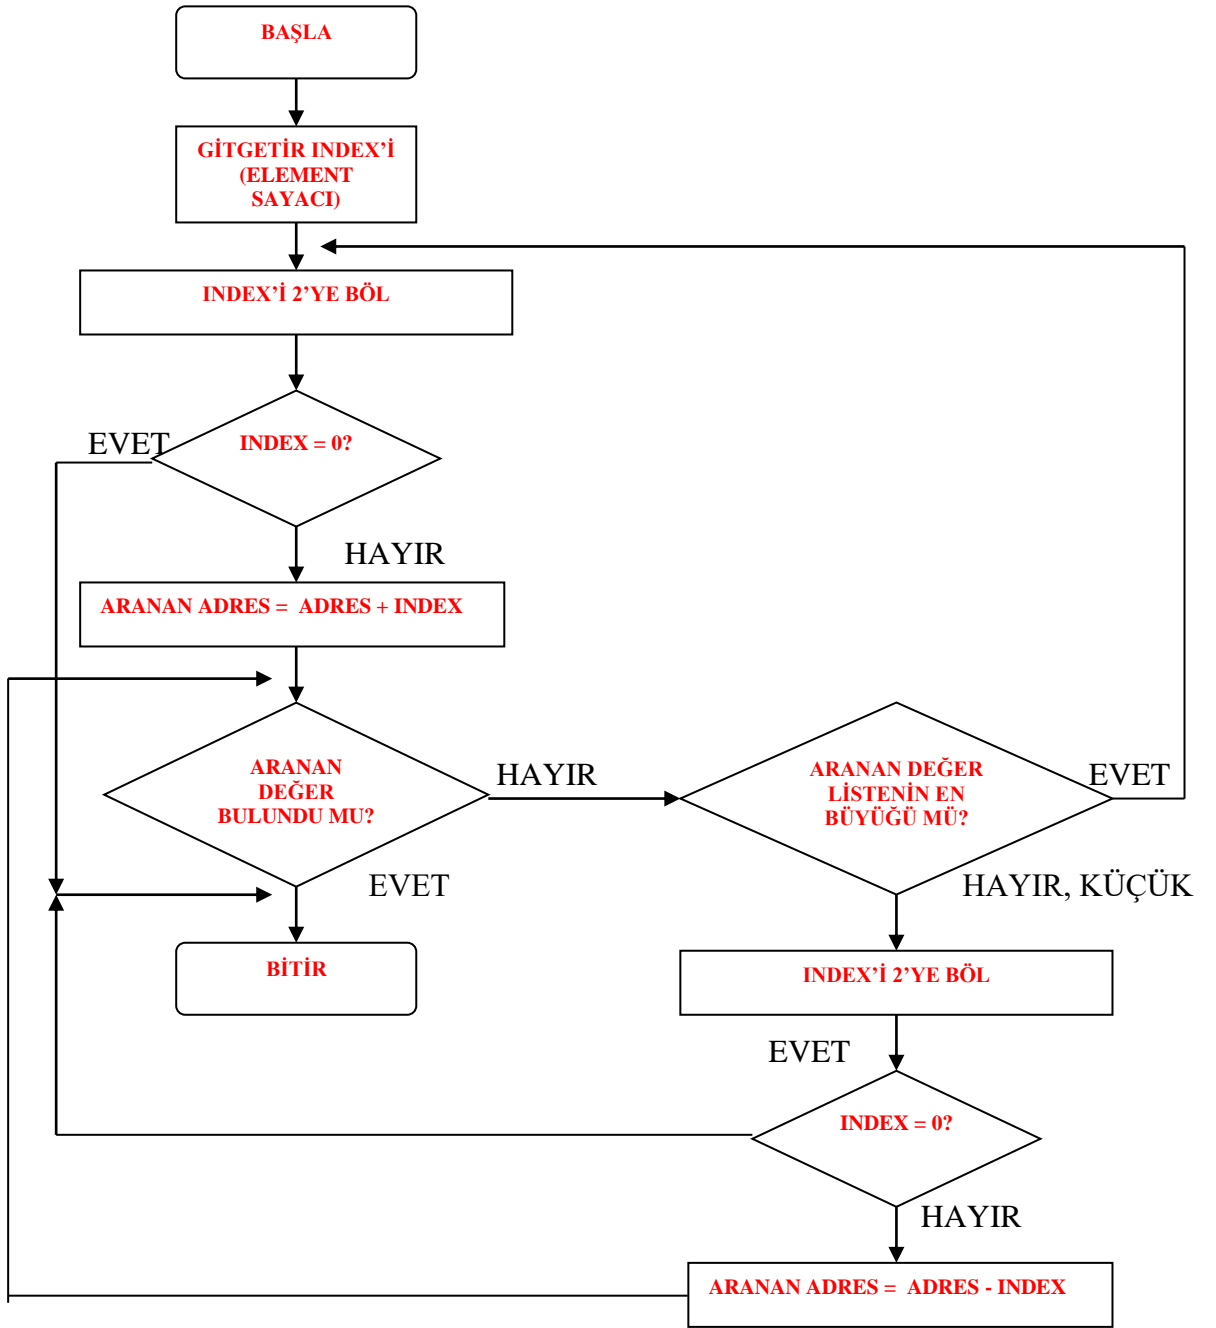 BAŞLA
GİTGETİR INDEX’İ
(ELEMENT
SAYACI)
INDEX’İ 2’YE BÖL
INDEX = 0?
EVET
HAYIR
ARANAN ADRES = ADRES + INDEX
ARANAN
DEĞER
BULUNDU MU?
HAYIR
EVET
ARANAN DEĞER
LİSTENİN EN
BÜYÜĞÜ MÜ?
EVET
HAYIR, KÜÇÜK
BİTİR
INDEX’İ 2’YE BÖL
EVET
INDEX = 0?
HAYIR
ARANAN ADRES = ADRES - INDEX